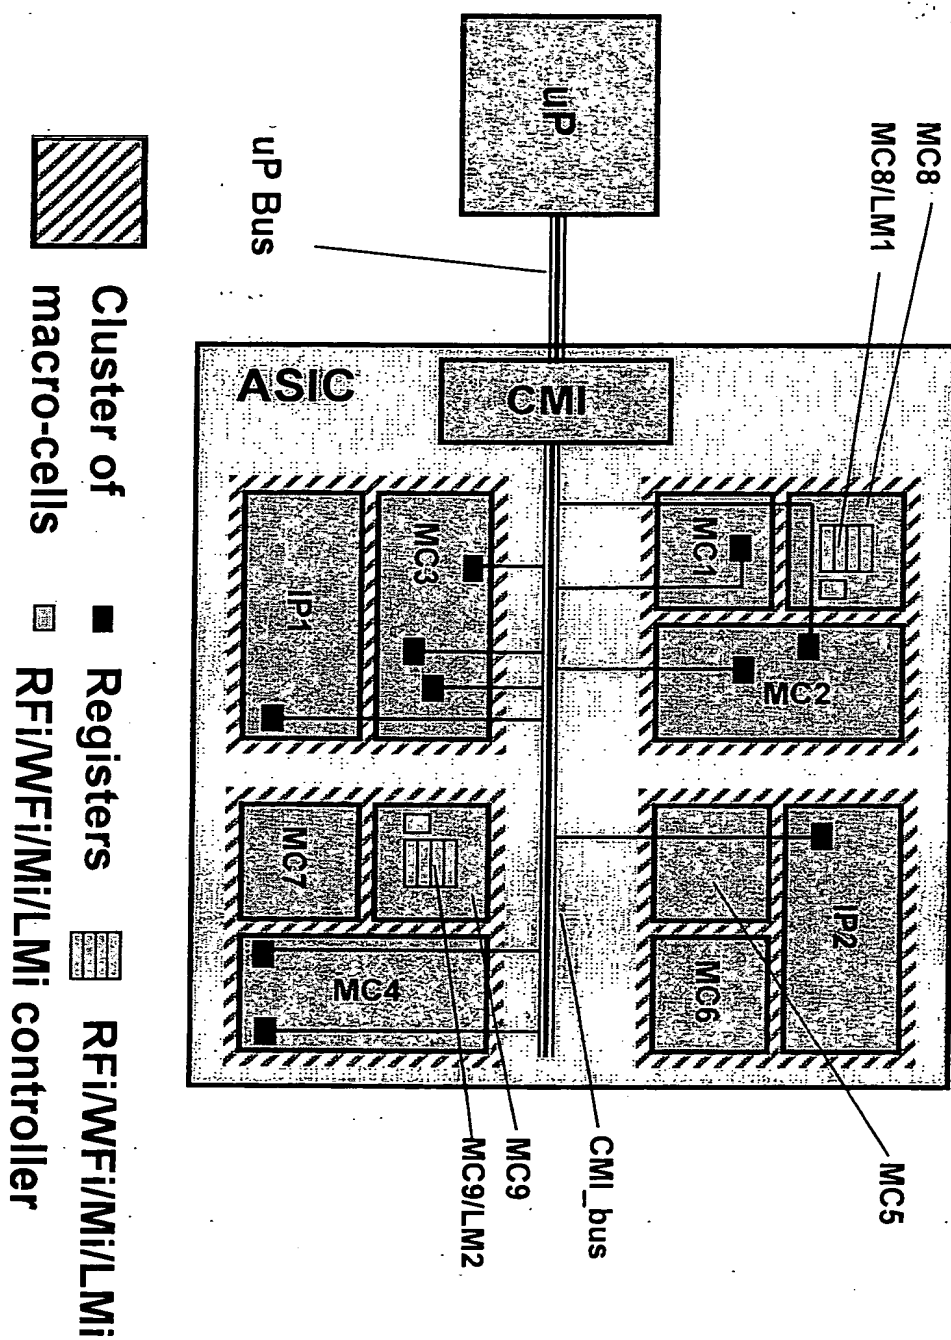 uP
uP Bus
MC8
MC8/LM1
ASIC
CMI
MC1
MC2
MC3
IP1
IP2
MC6
MC7
MC4
MC5
CMI_bus
MC9
MC9/LM2
Cluster of
macro-cells
Registers
RFi/WFi/Mi/LMi
RFi/WFi/Mi/LMi controller